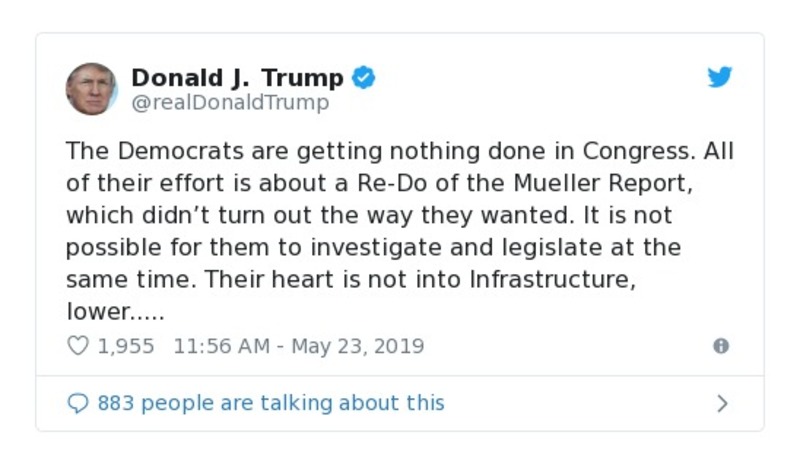 Donald J. Trump
@realDonaldTrump
The Democrats are getting nothing done in Congress. All
of their effort is about a Re-Do of the Mueller Report,
which didn’t turn out the way they wanted. It is not
possible for them to investigate and legislate at the
same time. Their heart is not into Infrastructure,
lower.....
1,955 11:56 AM - May 23, 2019
883 people are talking about this